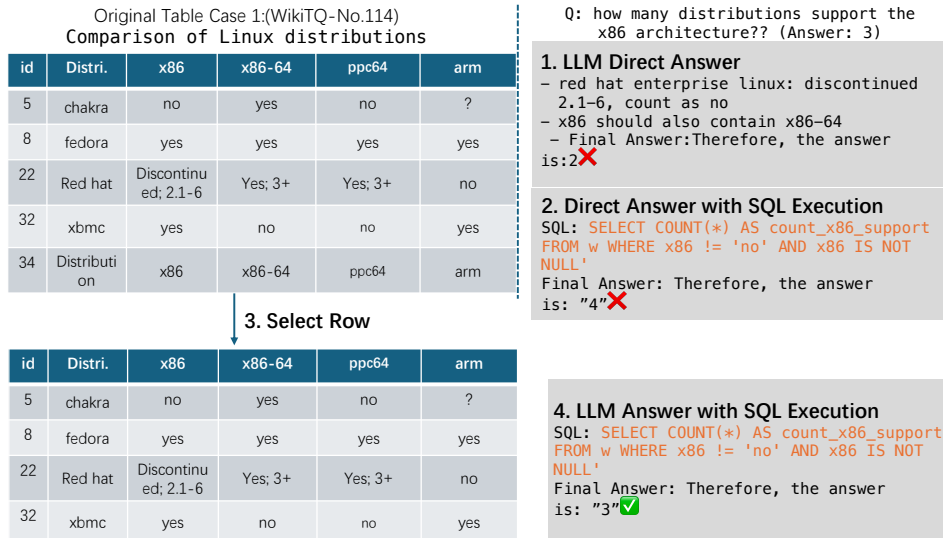 Original Table Case 1:(WikiTQ-No.114)
Comparison of Linux distributions
id Distri. x86 x86-64 ppc64 arm
5 chakra no yes no ?
8 fedora yes yes yes yes
22 Red hat Discontinu
ed; 2.1-6 Yes; 3+ Yes; 3+ no
32 xbmc yes no no yes
34 Distributi
on x86 x86-64 ppc64 arm
3. Select Row
id Distri. x86 x86-64 ppc64 arm
5 chakra no yes no ?
8 fedora yes yes yes yes
22 Red hat Discontinu
ed; 2.1-6 Yes; 3+ Yes; 3+ no
32 xbmc yes no no yes
Q: how many distributions support the
x86 architecture?? (Answer: 3)
1. LLM Direct Answer
– red hat enterprise linux: discontinued
2.1–6, count as no
– x86 should also contain x86–64
– Final Answer:Therefore, the answer
is:2❌
2. Direct Answer with SQL Execution
SQL: SELECT COUNT(*) AS count_x86_support
FROM w WHERE x86 != 'no' AND x86 IS NOT
NULL'
Final Answer: Therefore, the answer
is: ”4”❌
4. LLM Answer with SQL Execution
SQL: SELECT COUNT(*) AS count_x86_support
FROM w WHERE x86 != 'no' AND x86 IS NOT
NULL'
Final Answer: Therefore, the answer
is: ”3”✅